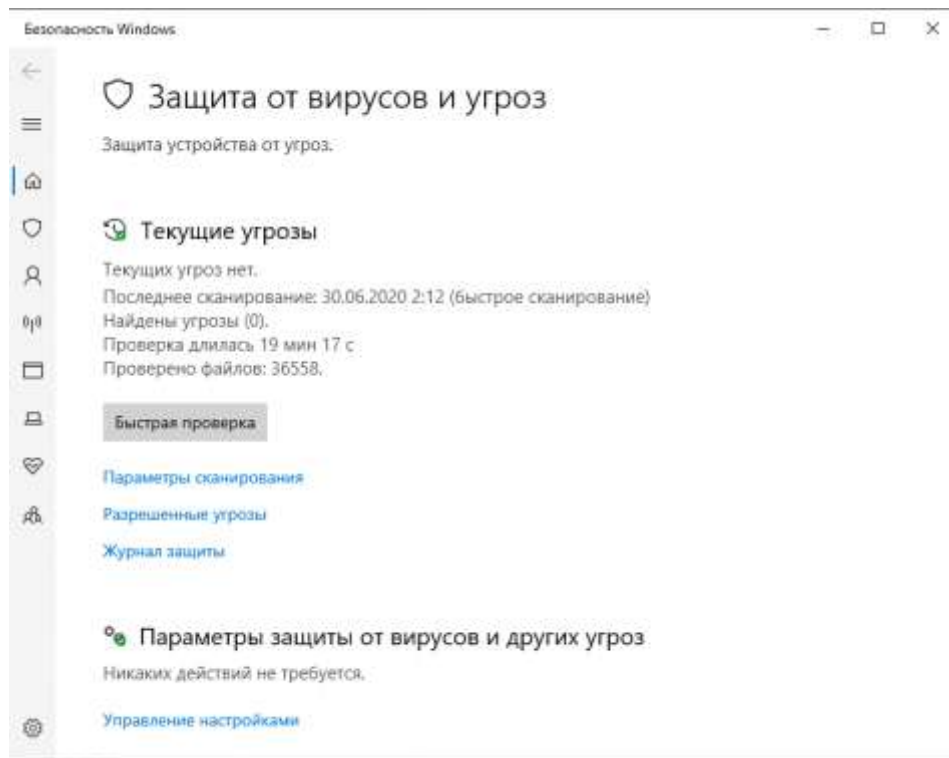 Безопасность Windows
Защита от вирусов и угроз
Защита устройства от угроз.
Текущие угрозы
Текущих угроз нет.
Последнее сканирование: 30.06.2020 2:12 (быстрое сканирование)
Найдены угрозы (0).
Проверка длилась 19 мин 17 с
Проверено файлов: 36558.
Быстрая проверка
Параметры сканирования
Разрешенные угрозы
Журнал защиты
Параметры защиты от вирусов и других угроз
Никаких действий не требуется.
Управление настройками